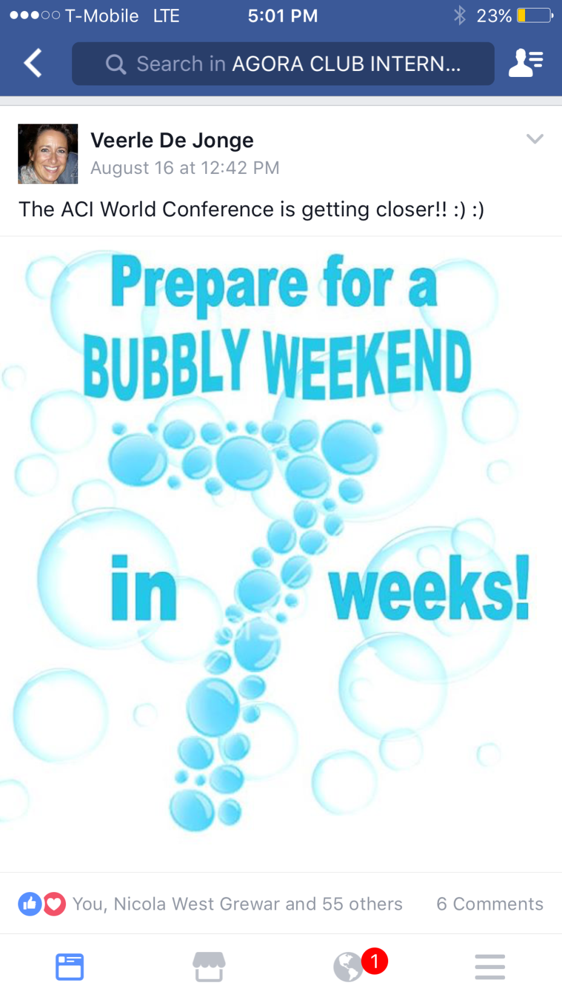 T-Mobile LTE 5:01 PM 23%
Search in AGORA CLUB INTERN...
Veerle De Jonge
August 16 at 12:42 PM
The ACI World Conference is getting closer!! :) :)
Prepare for a
BUBBLY WEEKEND
in 7 weeks!
You, Nicola West Grewar and 55 others 6 Comments
1